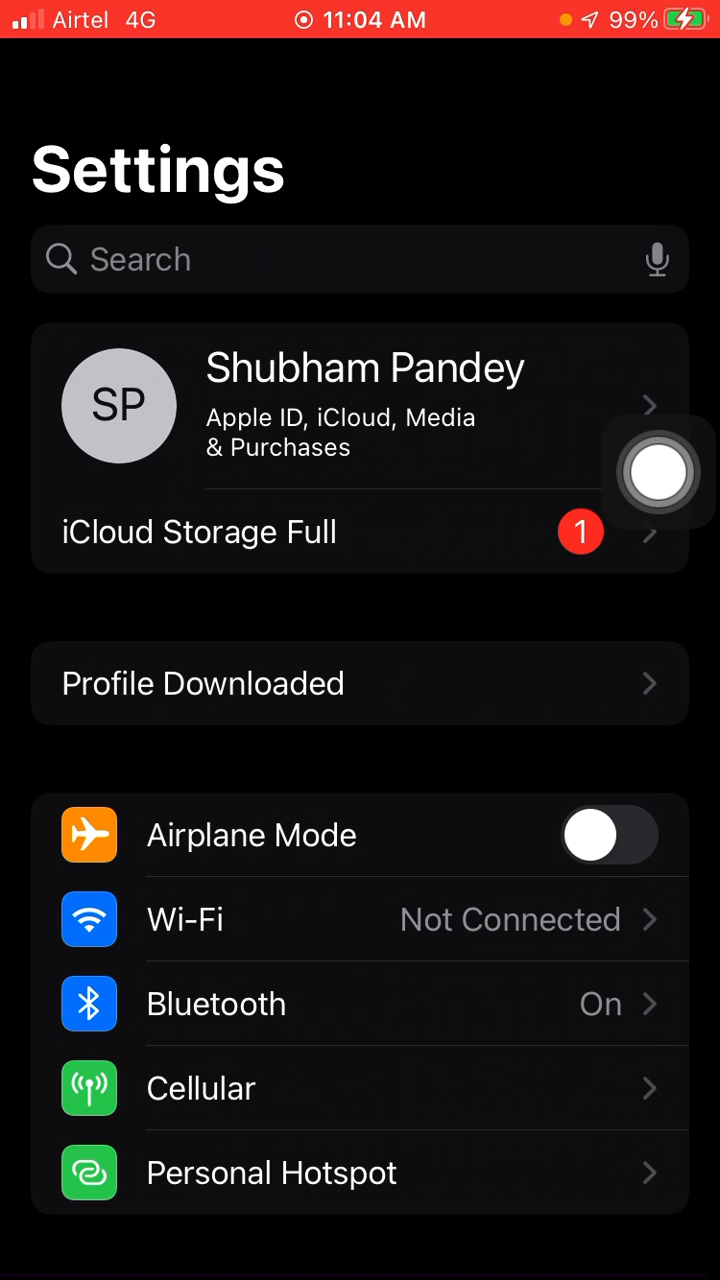 Airtel 4G 11:04 AM 99%
Settings
Search
SP
Shubham Pandey
Apple ID, iCloud, Media
& Purchases
iCloud Storage Full 1
Profile Downloaded
Airplane Mode
Wi-Fi Not Connected
Bluetooth On
Cellular
Personal Hotspot